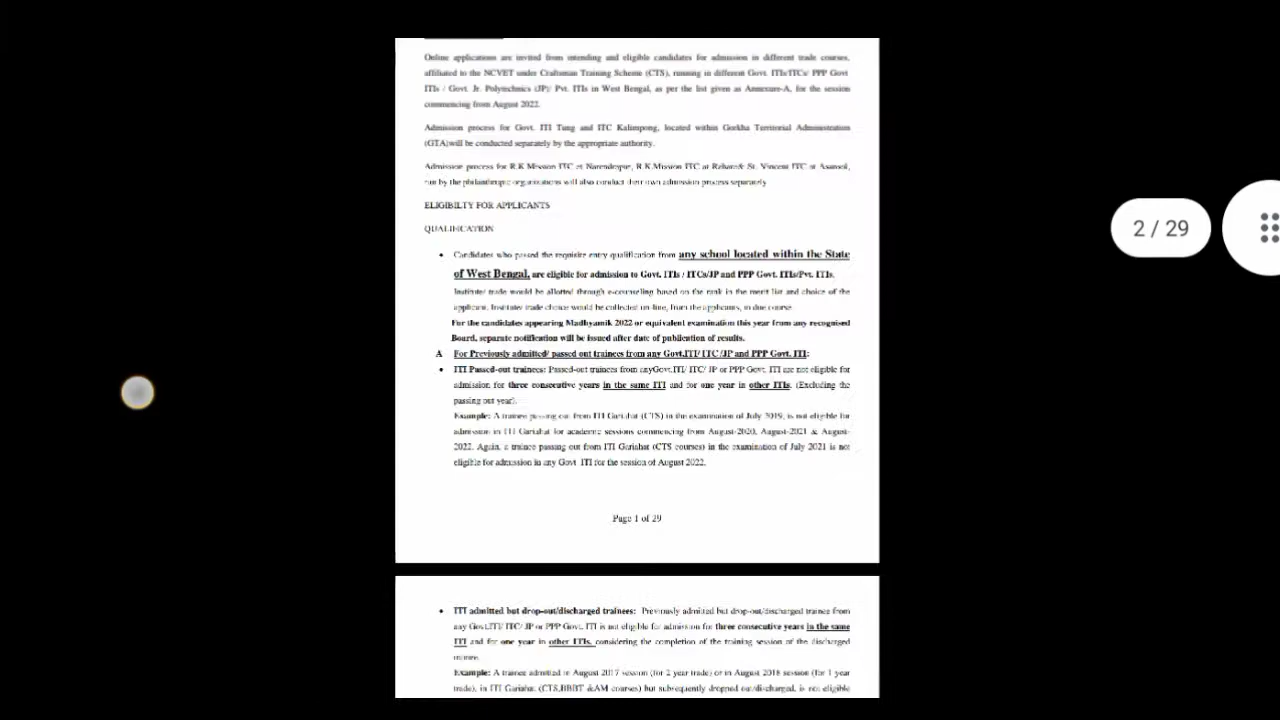 Online applications are invited from intending and eligible candidates for admission in different trade courses,
affiliated to the NCVET under Craftsman Training Scheme (CTS), running in different Govt. ITIs/ITCs/ PPP Govt
ITIs / Govt. Jr. Polytechnics (JP)/ Pvt. ITIs in West Bengal, as per the list given as Annexure-A, for the session
commencing from August 2022.
Admission process for Govt. ITI Tung and ITC Kalimpong, located within Gorkha Territorial Administration
(GTA)will be conducted separately by the appropriate authority.
Admission process for R.K Mission ITC at Narendrapur, R.K.Mission ITC at Rahara& St. Vincent ITC at Asansol,
run by the philanthropic organisations will also conduct their own admission process separately
ELIGIBILTY FOR APPLICANTS
QUALIFICATION
• Candidates who passed the requisite entry qualification from any school located within the State
of West Bengal, are eligible for admission to Govt. ITIs / ITCs/JP and PPP Govt. ITIs/Pvt. ITIs.
Institute/ trade would be allotted through e-counseling based on the rank in the merit list and choice of the
applicant. Institute/ trade choice would be collected on-line, from the applicants, in due course.
For the candidates appearing Madhyamik 2022 or equivalent examination this year from any recognised
Board, separate notification will be issued after date of publication of results.
A For Previously admitted/ passed out trainees from any Govt.ITI/ ITC /JP and PPP Govt. ITI:
• ITI Passed-out trainees: Passed-out trainees from anyGovt.ITI/ ITC/ JP or PPP Govt. ITI are not eligible for
admission for three consecutive years in the same ITI and for one year in other ITIs. (Excluding the
passing out year).
Example: A trainee passing out from ITI Gariahat (CTS) in the examination of July 2019, is not eligible for
admission in ITI Gariahat for academic sessions commencing from August-2020, August-2021 & August-
2022. Again, a trainee passing out from ITI Gariahat (CTS courses) in the examination of July 2021 is not
eligible for admission in any Govt ITI for the session of August 2022.
Page 1 of 29
• ITI admitted but drop-out/discharged trainees: Previously admitted but drop-out/discharged trainee from
any Govt.ITI/ ITC/ JP or PPP Govt. ITI is not eligible for admission for three consecutive years in the same
ITI and for one year in other ITIs, considering the completion of the training session of the discharged
trainee.
Example: A trainee admitted in August 2017 session (for 2 year trade) or in August 2018 session (for 1 year
trade), in ITI Gariahat (CTS,BBBT &AM courses) but subsequently dropped out/discharged, is not eligible
2 / 29